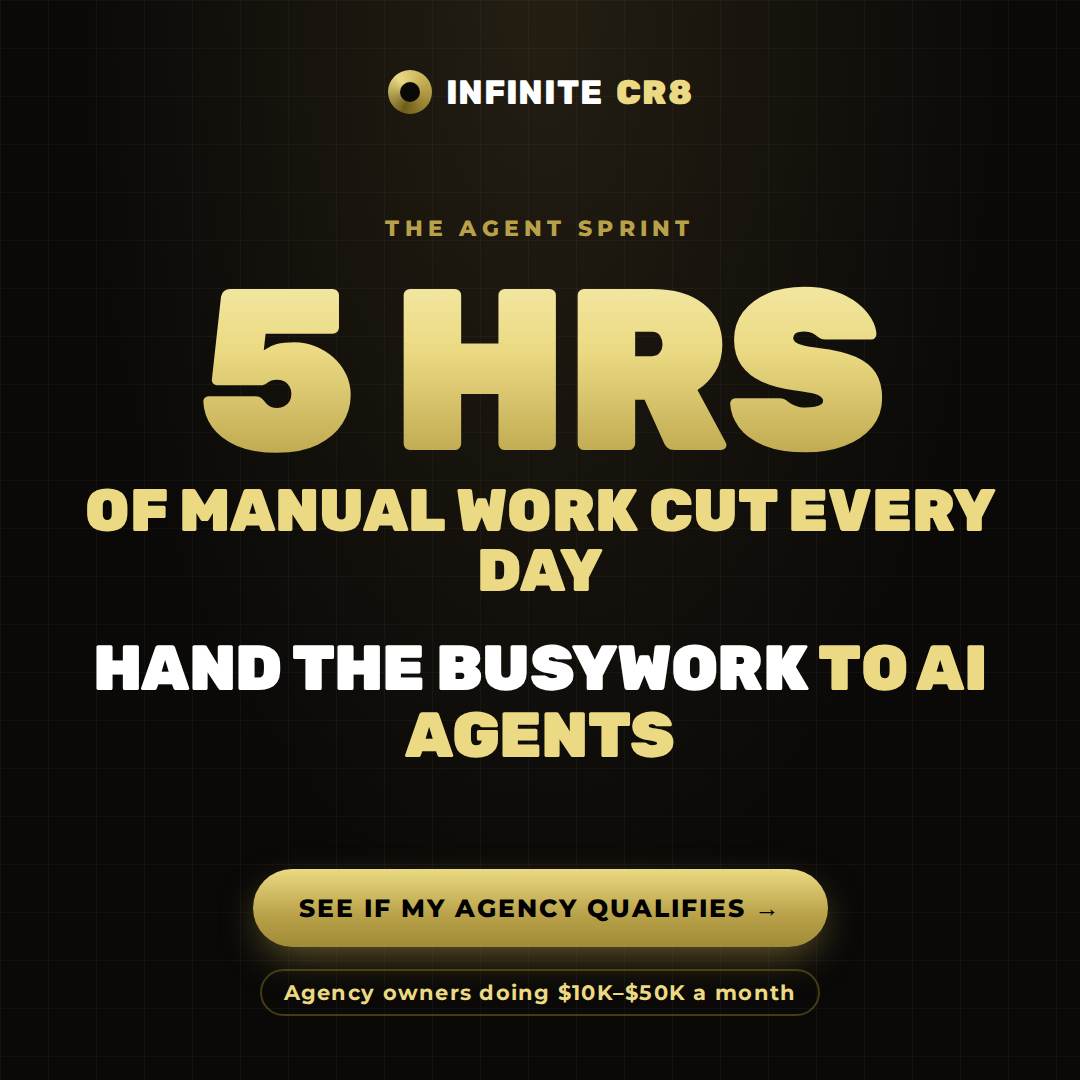 INFINITE CR8
THE AGENT SPRINT
5 HRS
OF MANUAL WORK CUT EVERY
DAY
HAND THE BUSYWORK TO AI
AGENTS
SEE IF MY AGENCY QUALIFIES →
Agency owners doing $10K–$50K a month